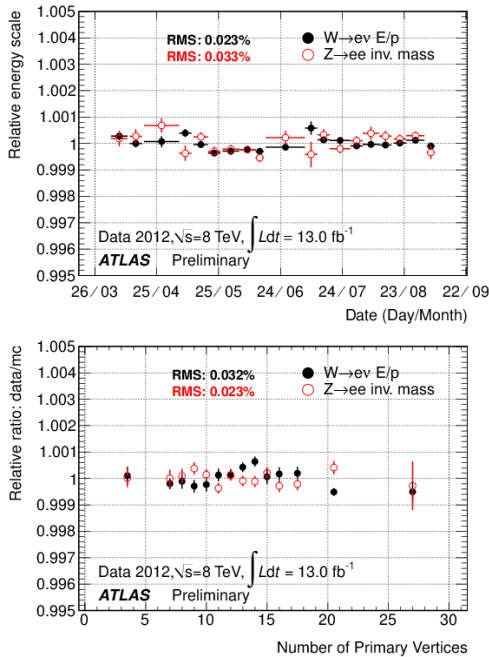 Relative energy scale
1.005
1.004
1.003
1.002
1.001
1
0.999
0.998
0.997
0.996
0.995
RMS: 0.023%
RMS: 0.033%
W→eν E/p
Z→ee inv. mass
Data 2012,√s=8 TeV, ∫ Ldt = 13.0 fb⁻¹
ATLAS Preliminary
26/03 25/04 25/05 24/06 24/07 23/08 22/09
Date (Day/Month)
Relative ratio: data/mc
1.005
1.004
1.003
1.002
1.001
1
0.999
0.998
0.997
0.996
0.995
RMS: 0.032%
RMS: 0.023%
W→eν E/p
Z→ee inv. mass
Data 2012,√s=8 TeV, ∫ Ldt = 13.0 fb⁻¹
ATLAS Preliminary
0 5 10 15 20 25 30
Number of Primary Vertices